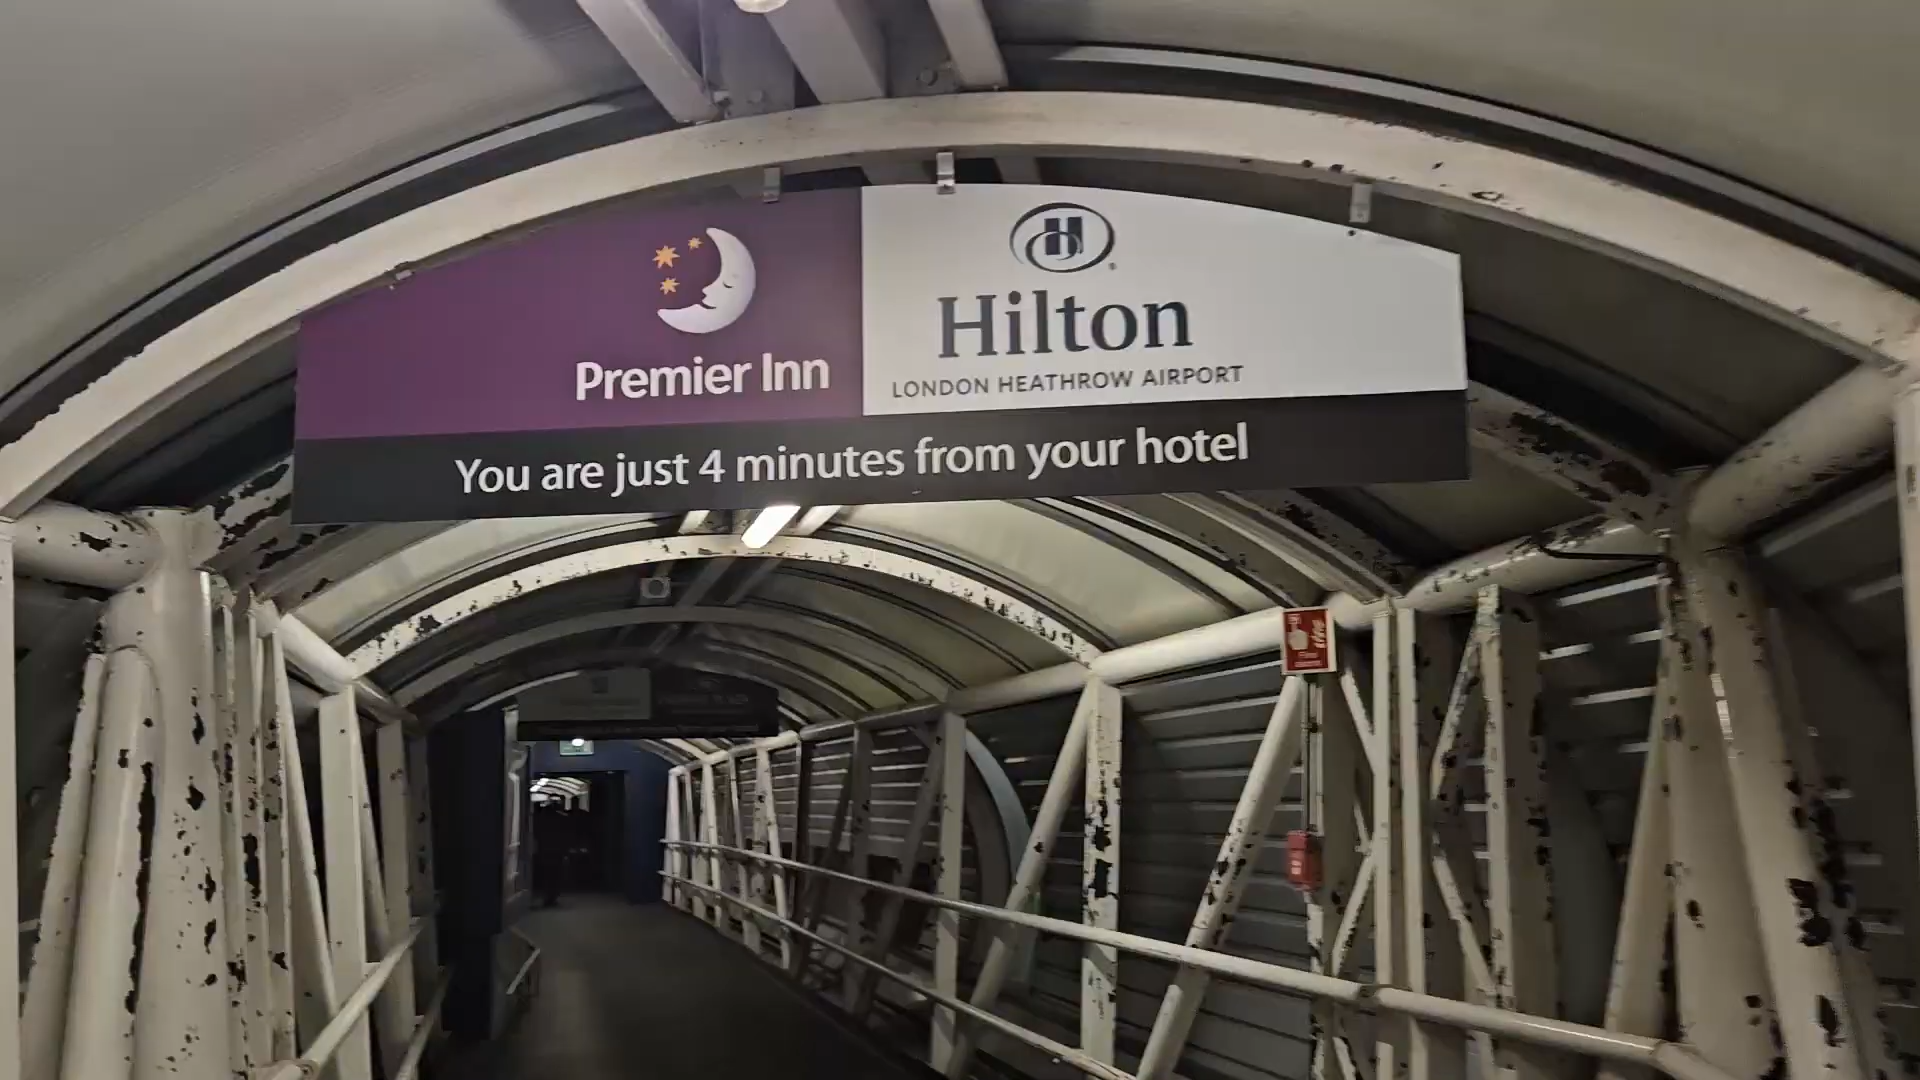 Premier Inn
Hilton
LONDON HEATHROW AIRPORT
You are just 4 minutes from your hotel